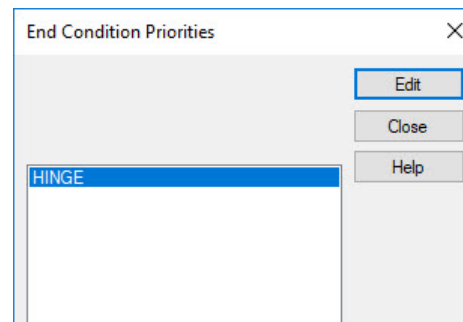 End Condition Priorities
Edit
Close
Help
HINGE